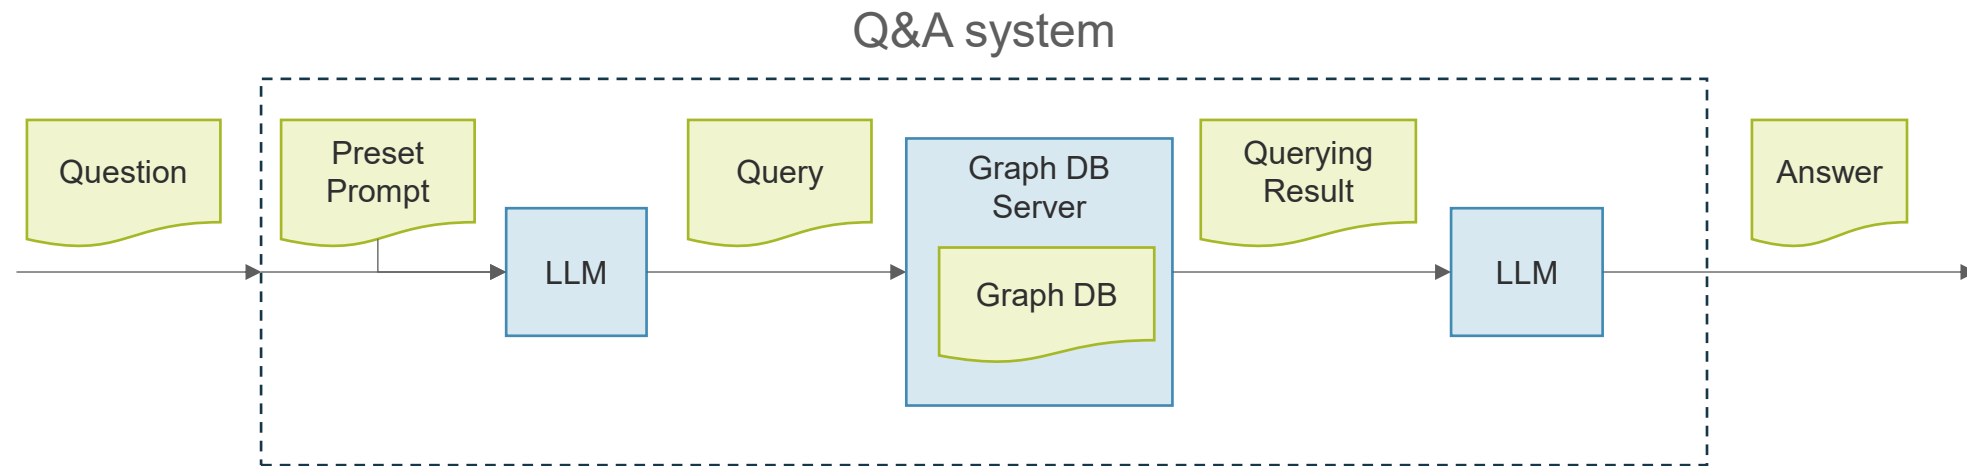 Q&A system
Question
Preset
Prompt
LLM
Query
Graph DB
Server
Graph DB
Querying
Result
LLM
Answer